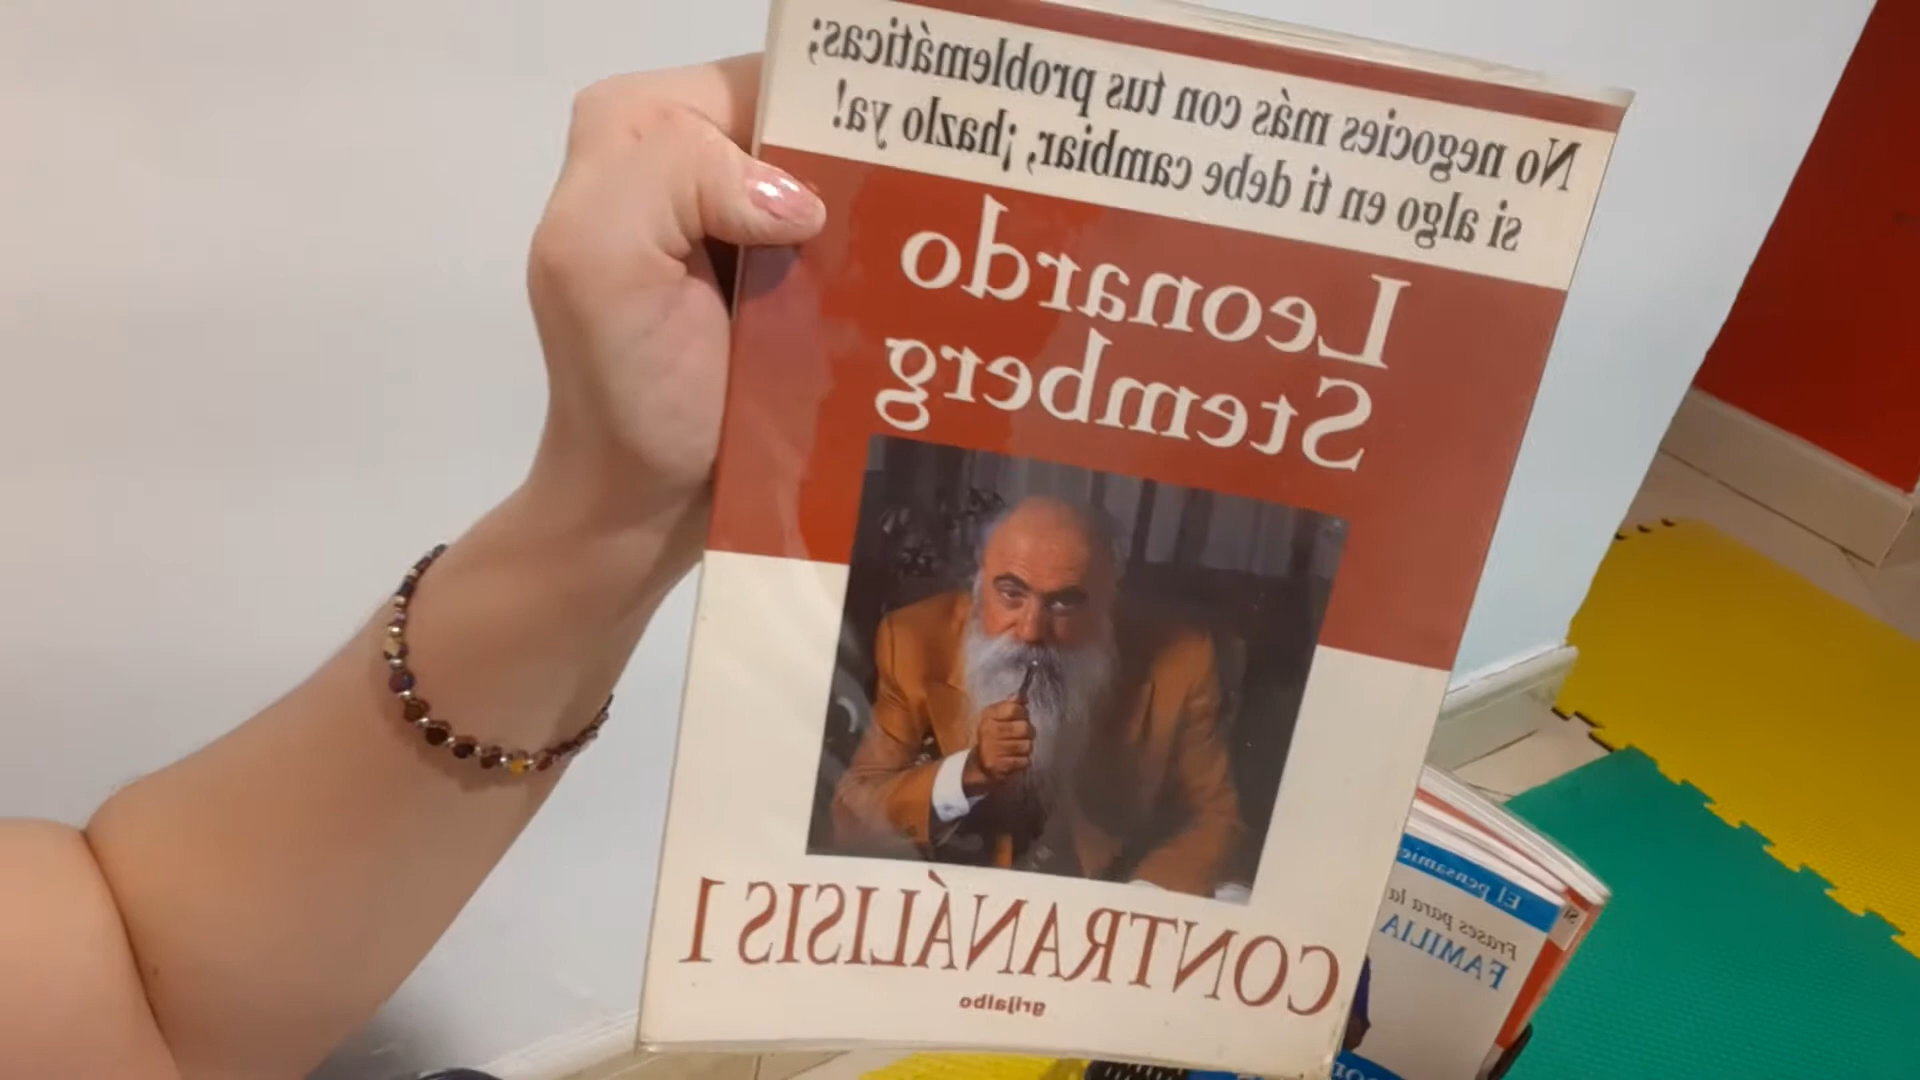 No negocies más con tus problemáticas;
si algo en ti debe cambiar, ¡hazlo ya!
Leonardo
Stemberg
CONTRANÁLISIS 1
grijalbo
El pensamie
Frases para la
FAMILIA